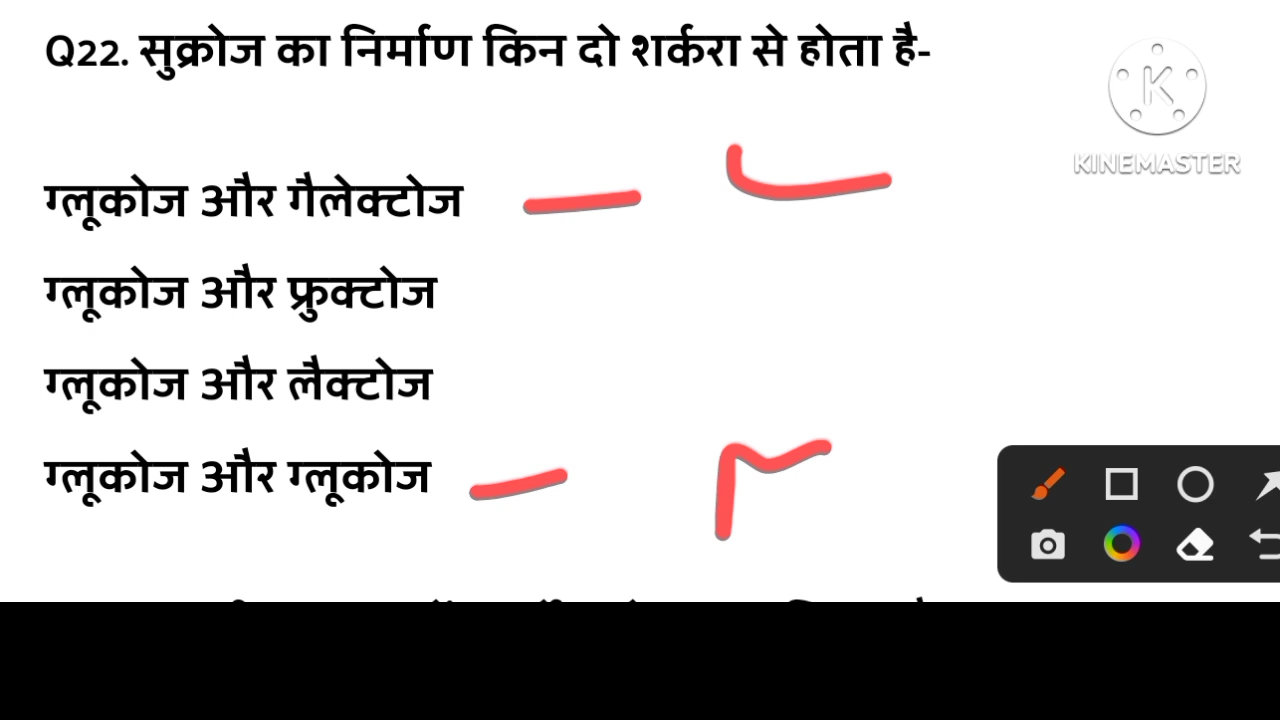 Q22. सुक्रोज का निर्माण किन दो शर्करा से होता है-
KINEMASTER
ग्लूकोज और गैलेक्टोज
ग्लूकोज और फ्रुक्टोज
ग्लूकोज और लैक्टोज
ग्लूकोज और ग्लूकोज